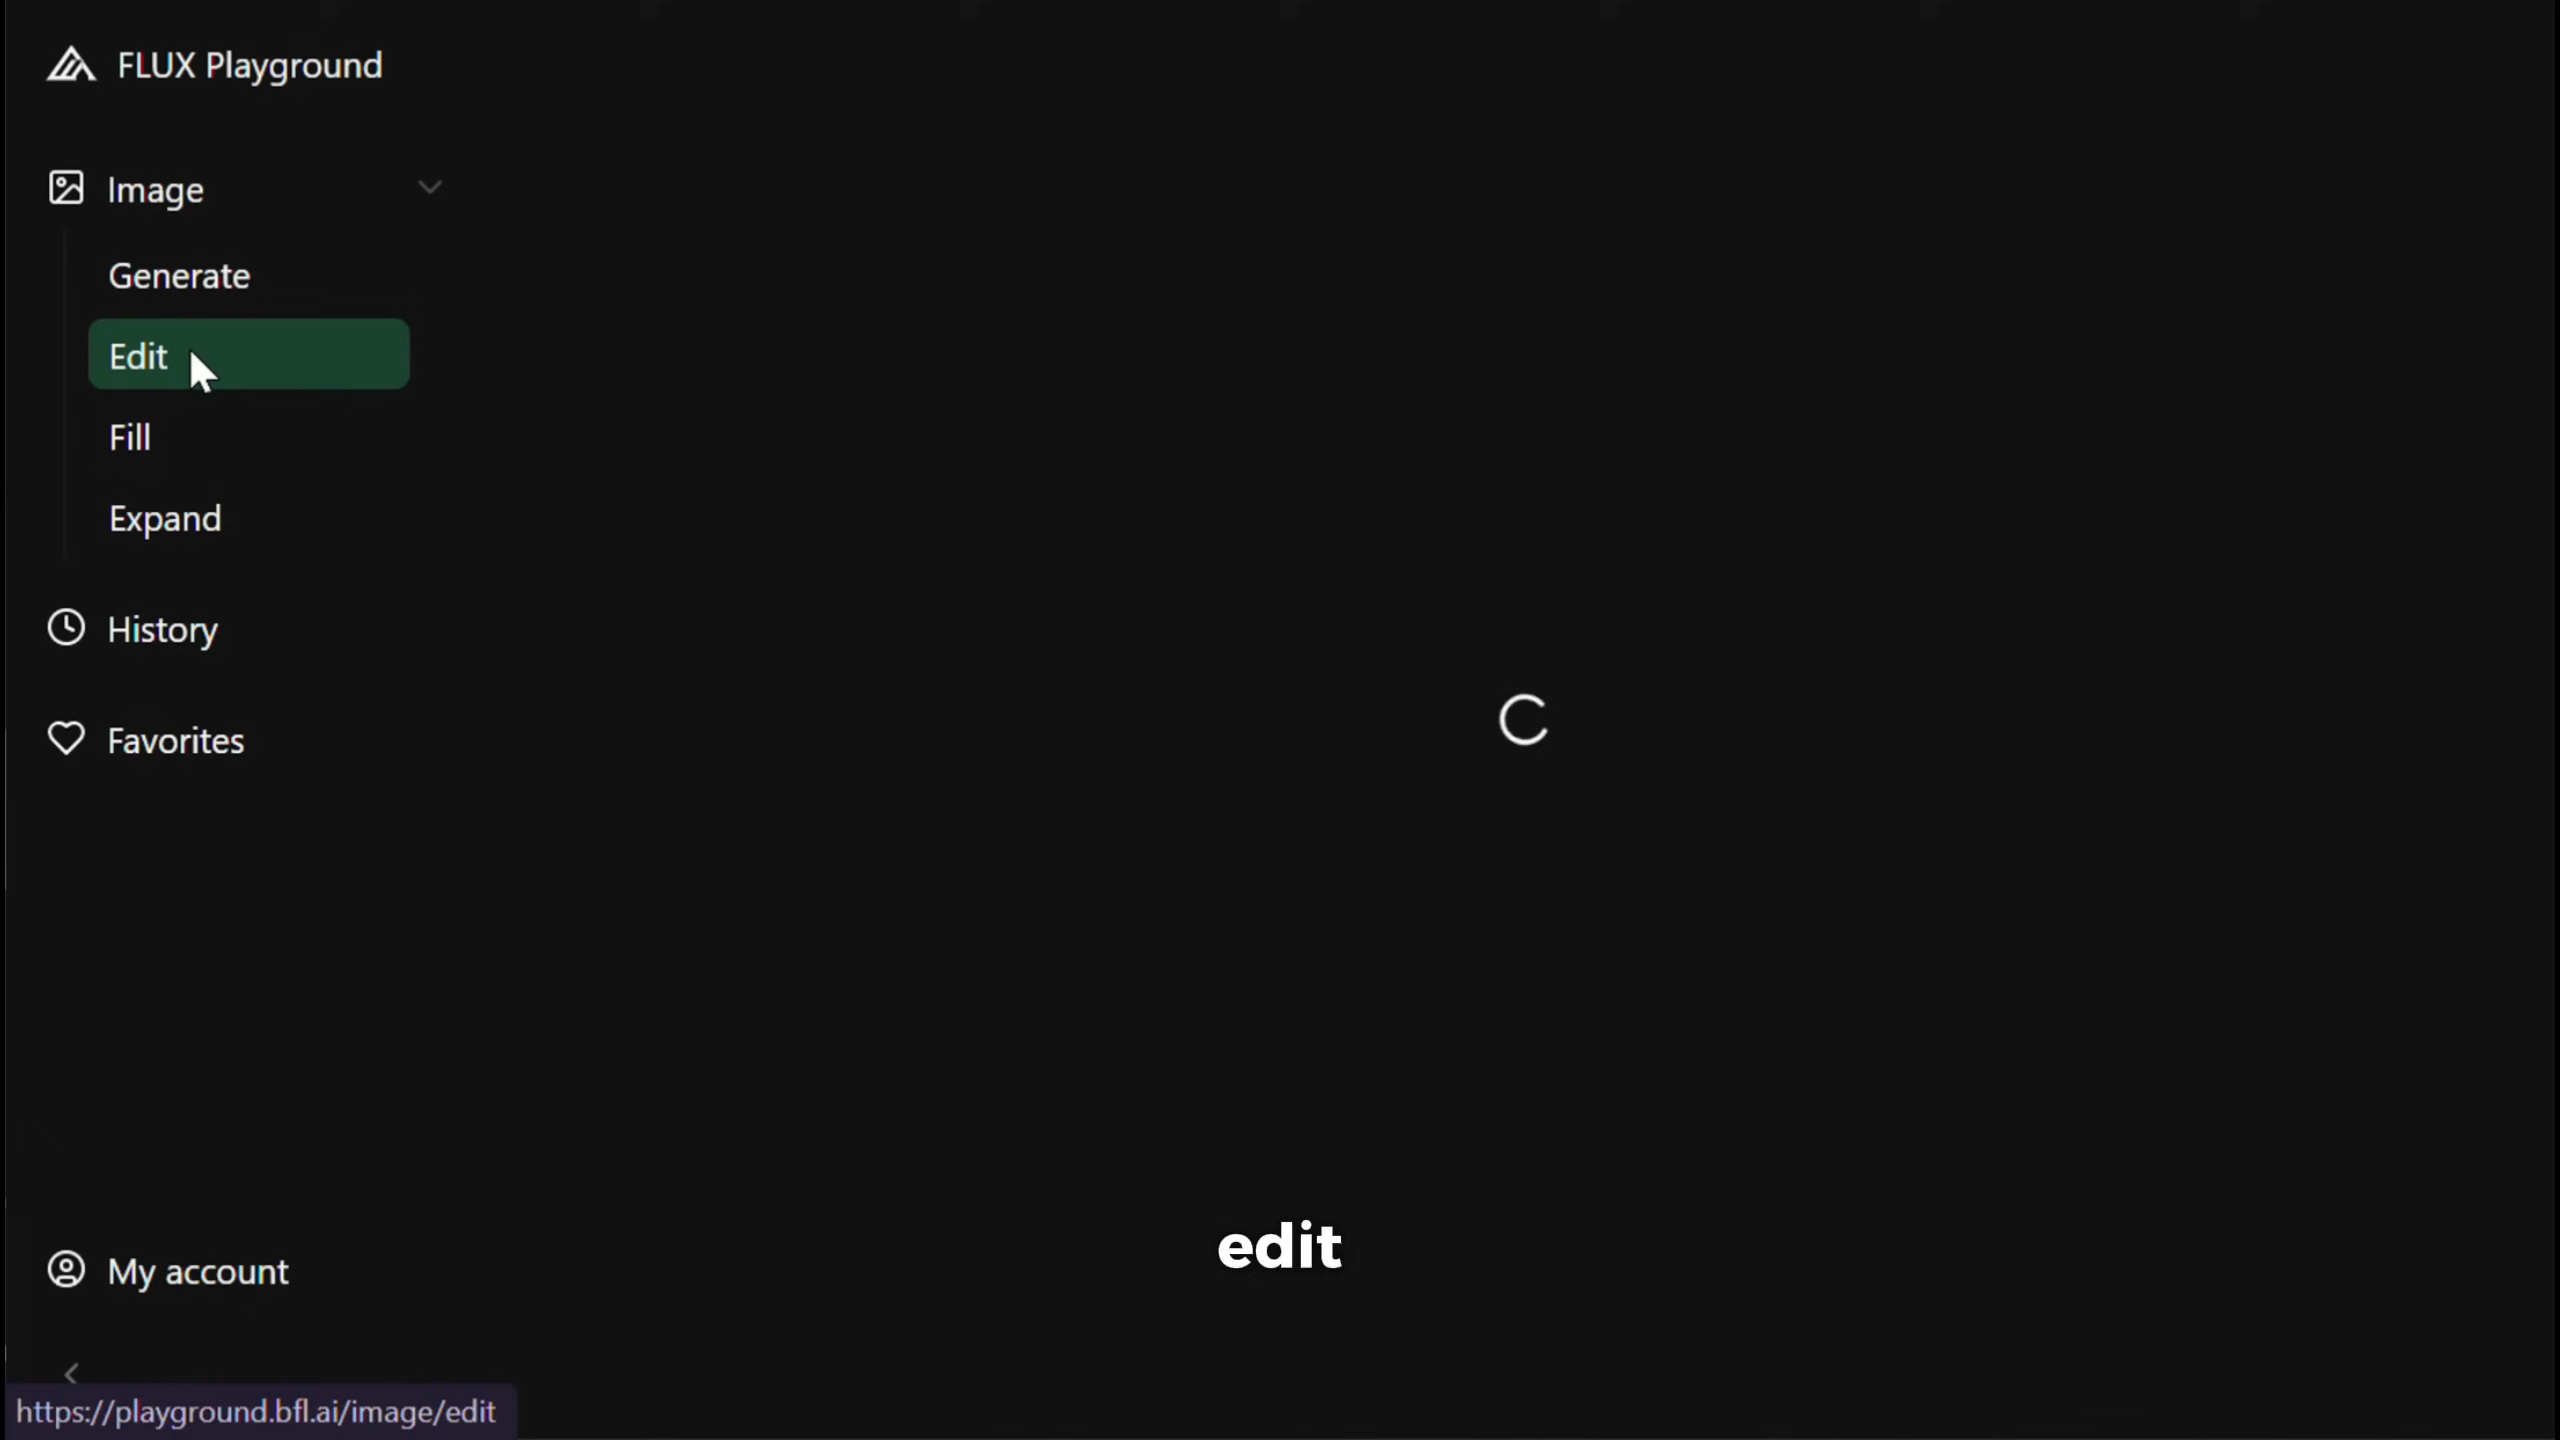 FLUX Playground
Image
Generate
Edit
Fill
Expand
History
Favorites
edit
My account
https://playground.bfl.ai/image/edit